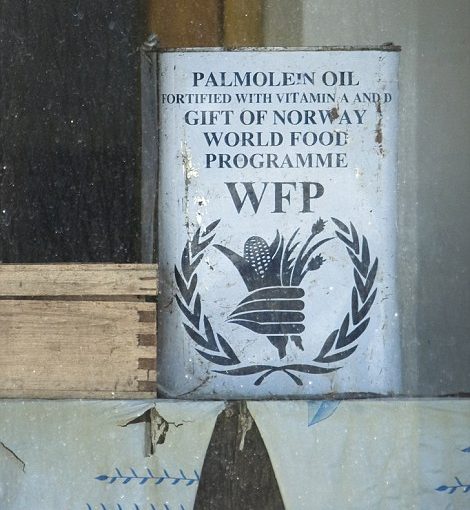 PALMOLEIN OIL
FORTIFIED WITH VITAMIN A AND D
GIFT OF NORWAY
WORLD FOOD
PROGRAMME
WFP